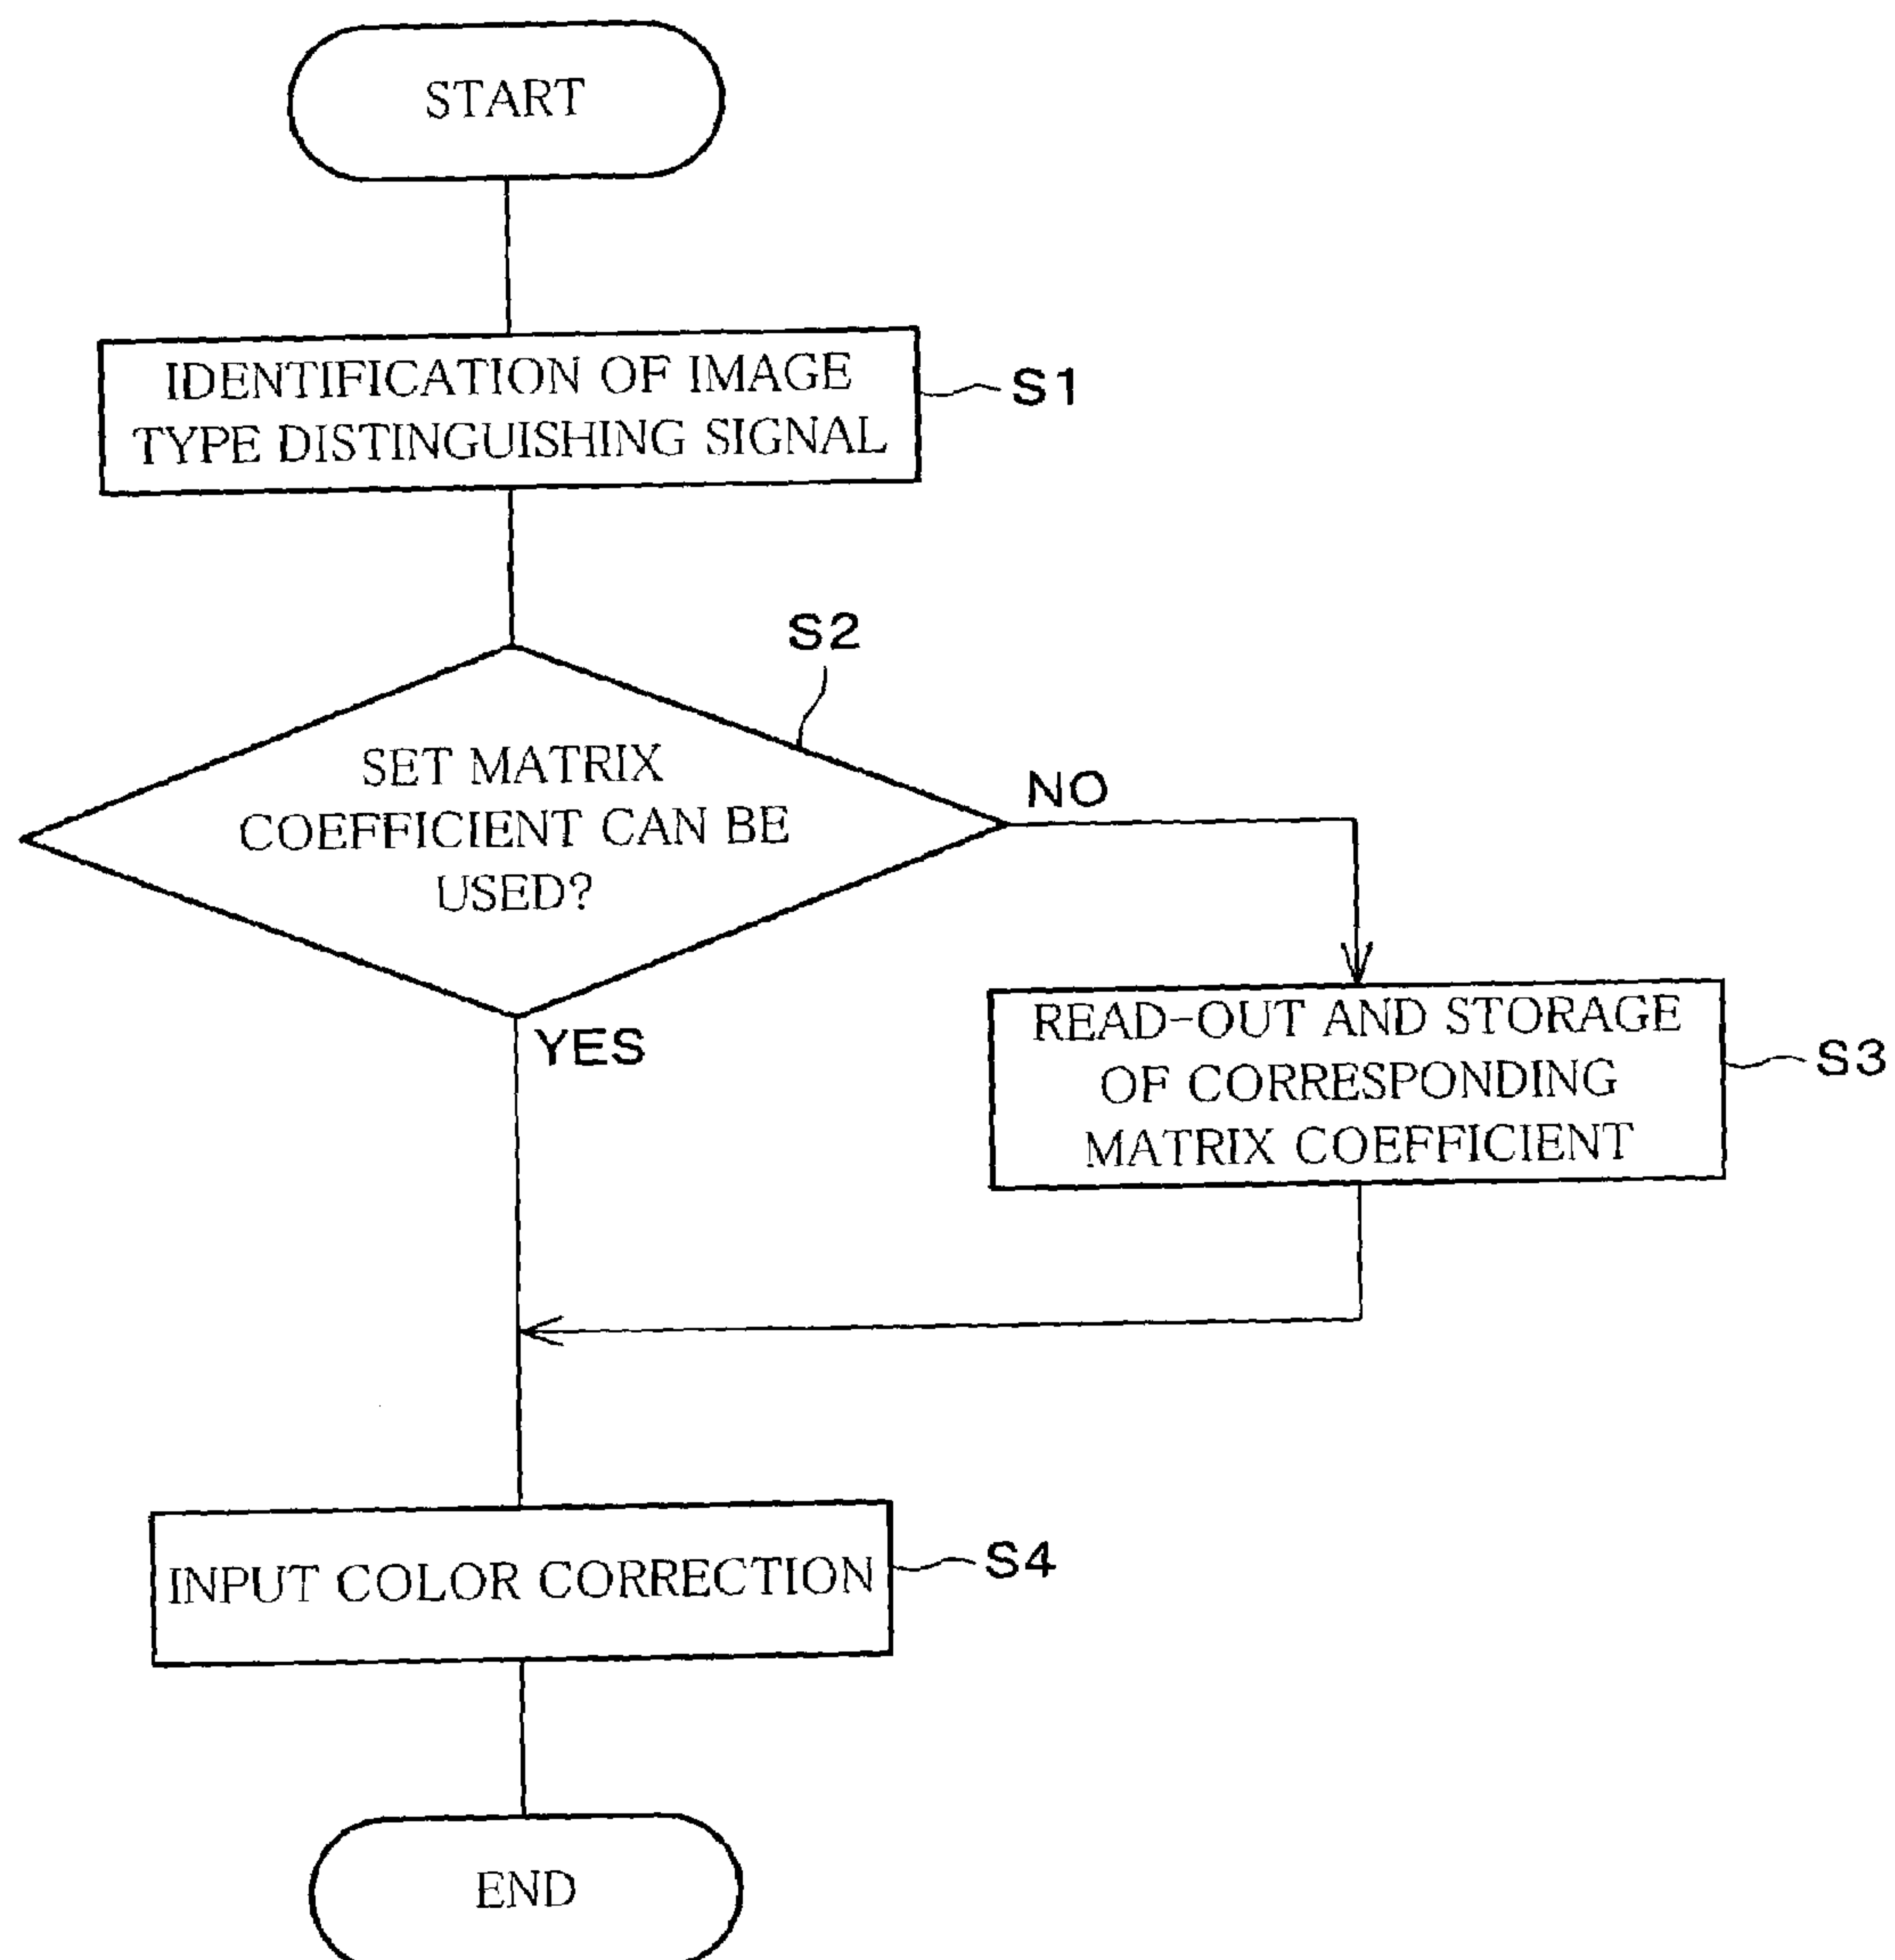 START
IDENTIFICATION OF IMAGE
TYPE DISTINGUISHING SIGNAL
S1
S2
SET MATRIX
COEFFICIENT CAN BE
USED?
NO
YES
READ-OUT AND STORAGE
OF CORRESPONDING
MATRIX COEFFICIENT
S3
INPUT COLOR CORRECTION
S4
END